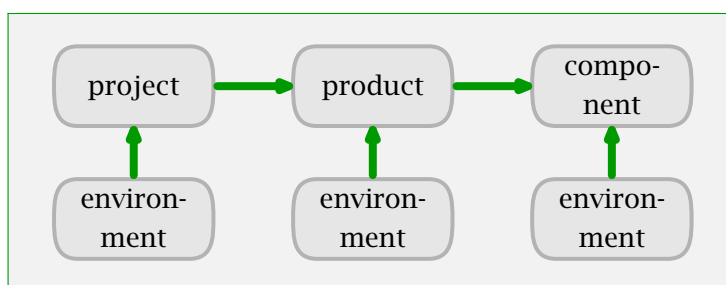 project
product
compo-
nent
environ-
ment
environ-
ment
environ-
ment